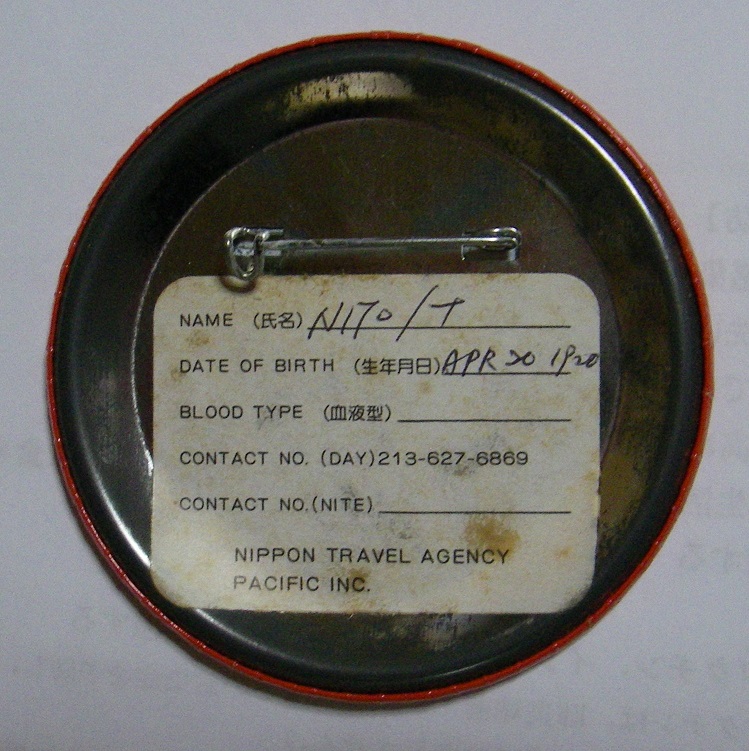 NAME (氏名) NITO/T
DATE OF BIRTH (生年月日) APR 20 1920
BLOOD TYPE (血液型)
CONTACT NO. (DAY) 213-627-6869
CONTACT NO. (NITE)
NIPPON TRAVEL AGENCY
PACIFIC INC.